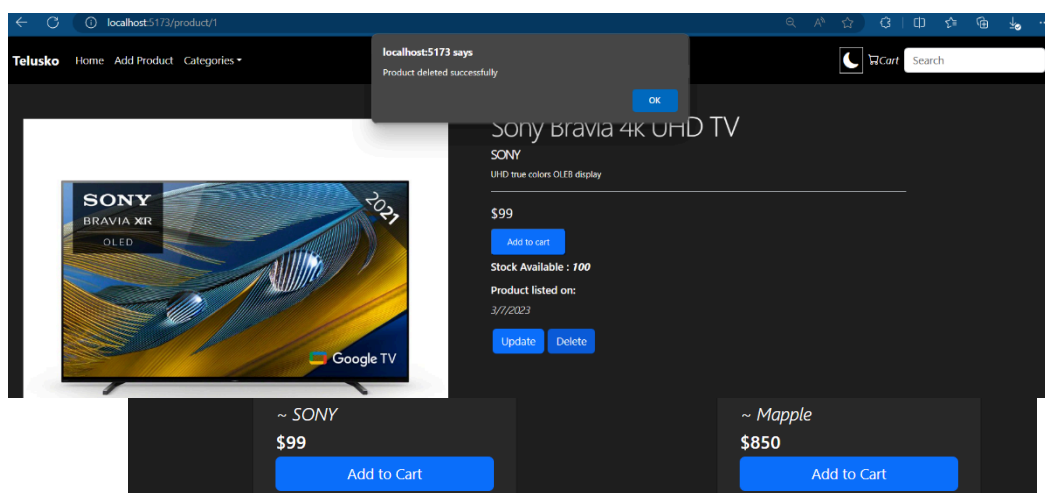 localhost:5173/product/1
localhost:5173 says
Product deleted successfully
OK
Telusko Home Add Product Categories Cart Search
Sony Bravia 4k UHD TV
SONY
UHD true colors OLEB display
$99
Add to cart
Stock Available : 100
Product listed on:
3/7/2023
Update Delete
SONY
BRAVIA XR
OLED
2021
Google TV
~ SONY
$99
Add to Cart
~ Mapple
$850
Add to Cart